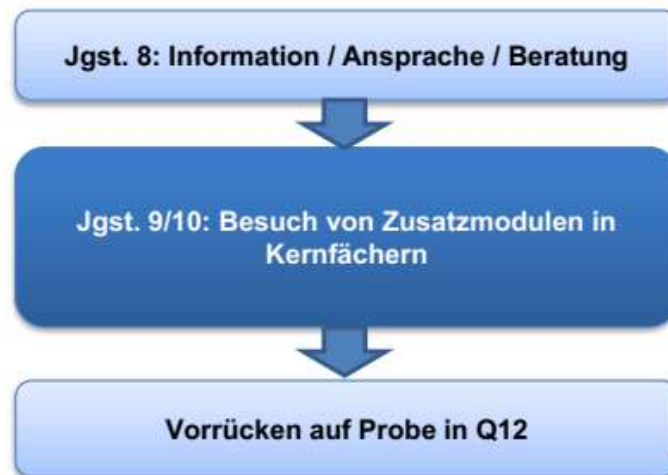 Jgst. 8: Information / Ansprache / Beratung
Jgst. 9/10: Besuch von Zusatzmodulen in
Kernfächern
Vorrücken auf Probe in Q12